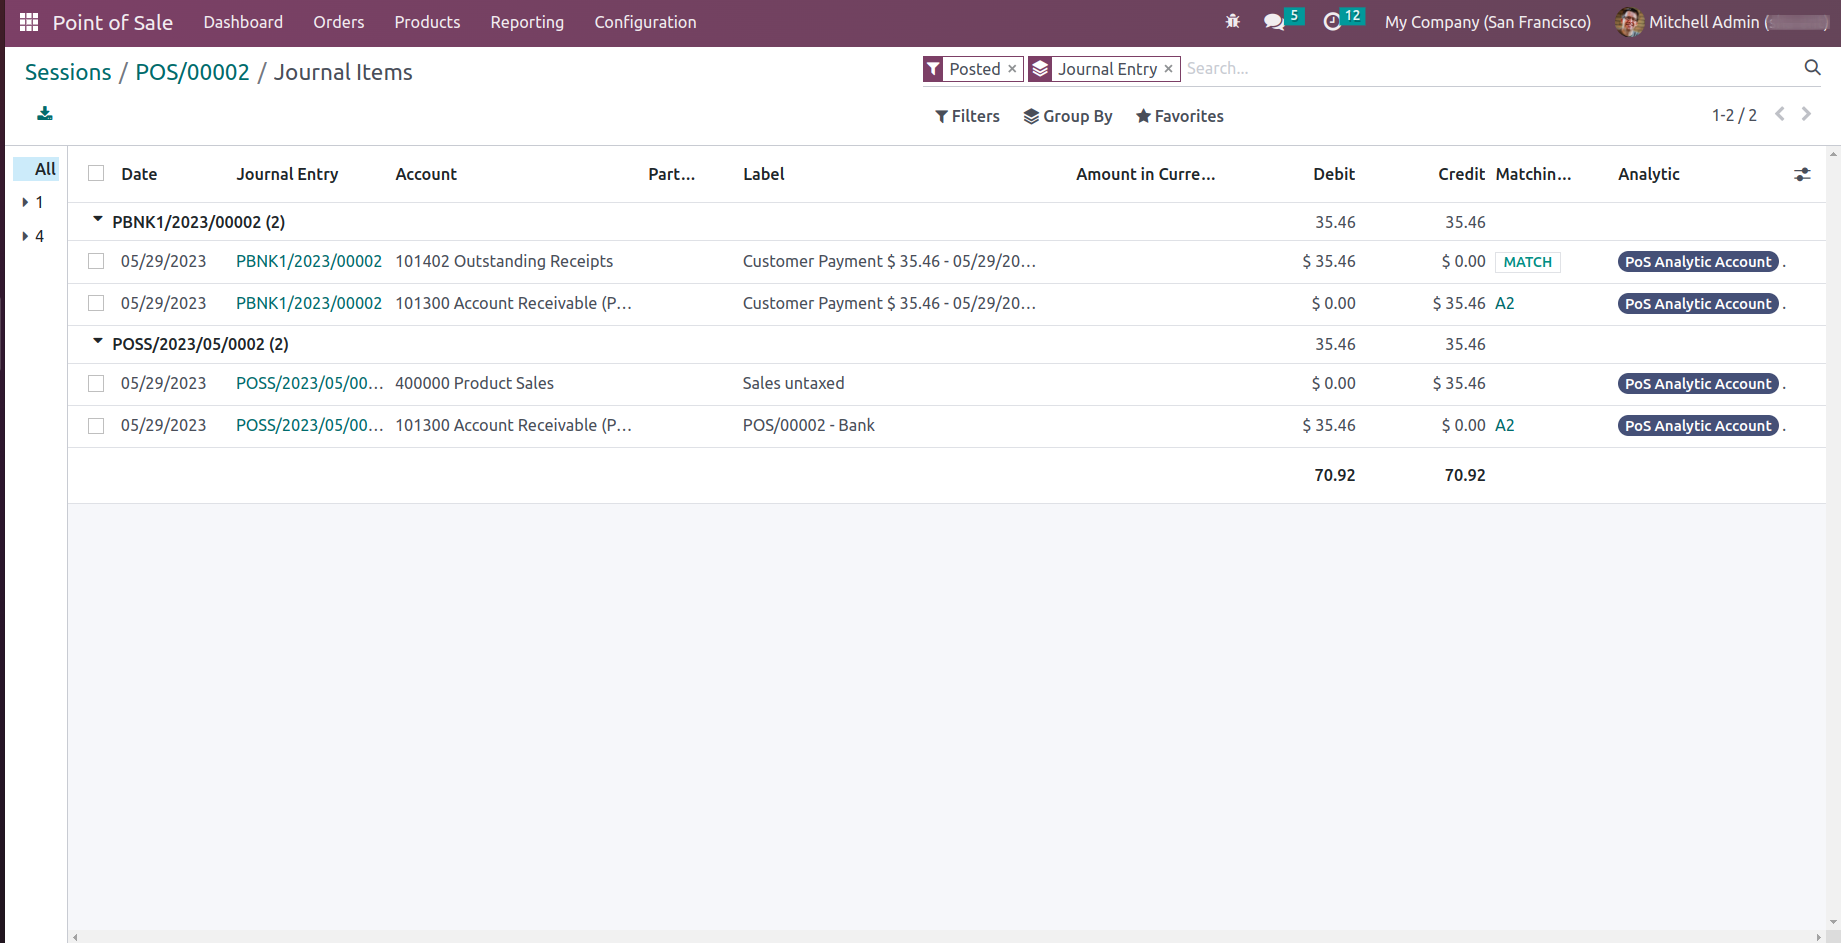 Point of Sale Dashboard Orders Products Reporting Configuration 5 12 My Company (San Francisco) Mitchell Admin (
Sessions / POS/00002 / Journal Items
Posted × Journal Entry × Search...
Filters Group By Favorites 1-2 / 2
All
1
4
Date Journal Entry Account Part... Label Amount in Curre... Debit Credit Matchin... Analytic
PBNK1/2023/00002 (2) 35.46 35.46
05/29/2023 PBNK1/2023/00002 101402 Outstanding Receipts Customer Payment $ 35.46 - 05/29/20... $ 35.46 $ 0.00 MATCH PoS Analytic Account .
05/29/2023 PBNK1/2023/00002 101300 Account Receivable (P... Customer Payment $ 35.46 - 05/29/20... $ 0.00 $ 35.46 A2 PoS Analytic Account .
POSS/2023/05/0002 (2) 35.46 35.46
05/29/2023 POSS/2023/05/00... 400000 Product Sales Sales untaxed $ 0.00 $ 35.46 PoS Analytic Account .
05/29/2023 POSS/2023/05/00... 101300 Account Receivable (P... POS/00002 - Bank $ 35.46 $ 0.00 A2 PoS Analytic Account .
70.92 70.92